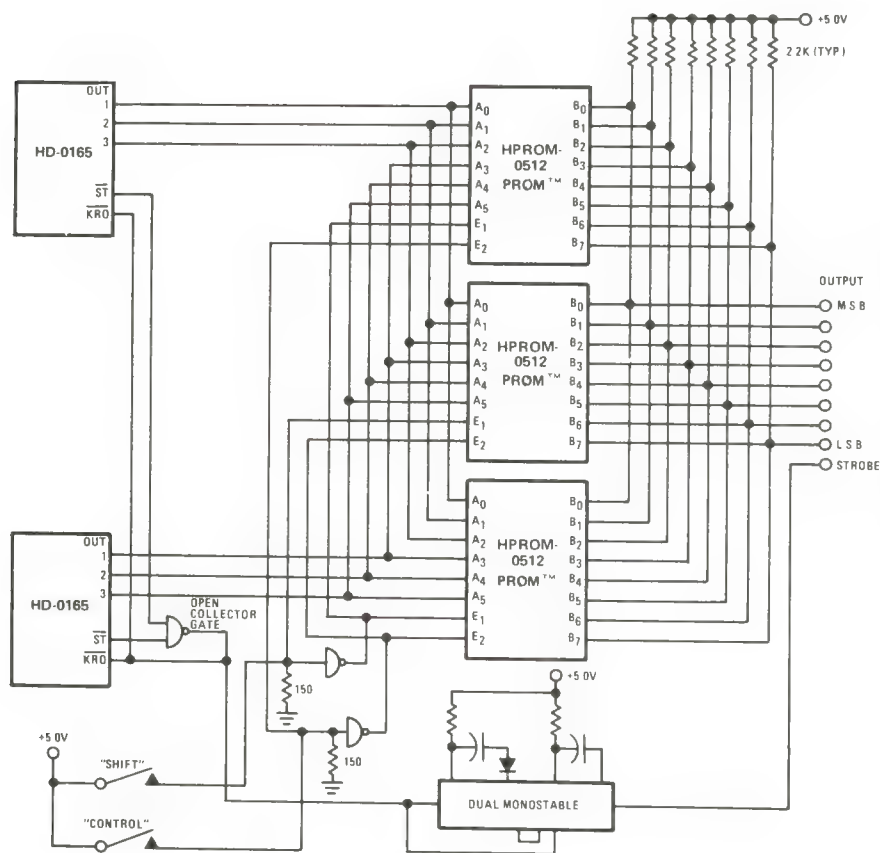 +5 0V
2 2K (TYP)
HD-0165
OUT
1
2
3
ST
KRO
A0
A1
A2
A3
A4
A5
E1
E2
HPROM-
0512
PROM™
B0
B1
B2
B3
B4
B5
B6
B7
A0
A1
A2
A3
A4
A5
E1
E2
HPROM-
0512
PROM™
B0
B1
B2
B3
B4
B5
B6
B7
OUTPUT
M S B
L S B
STROBE
A0
A1
A2
A3
A4
A5
E1
E2
HPROM-
0512
PROM™
B0
B1
B2
B3
B4
B5
B6
B7
HD-0165
OUT
1
2
3
ST
KRO
OPEN
COLLECTOR
GATE
150
150
+5 0V
"SHIFT"
"CONTROL"
+5 0V
DUAL MONOSTABLE